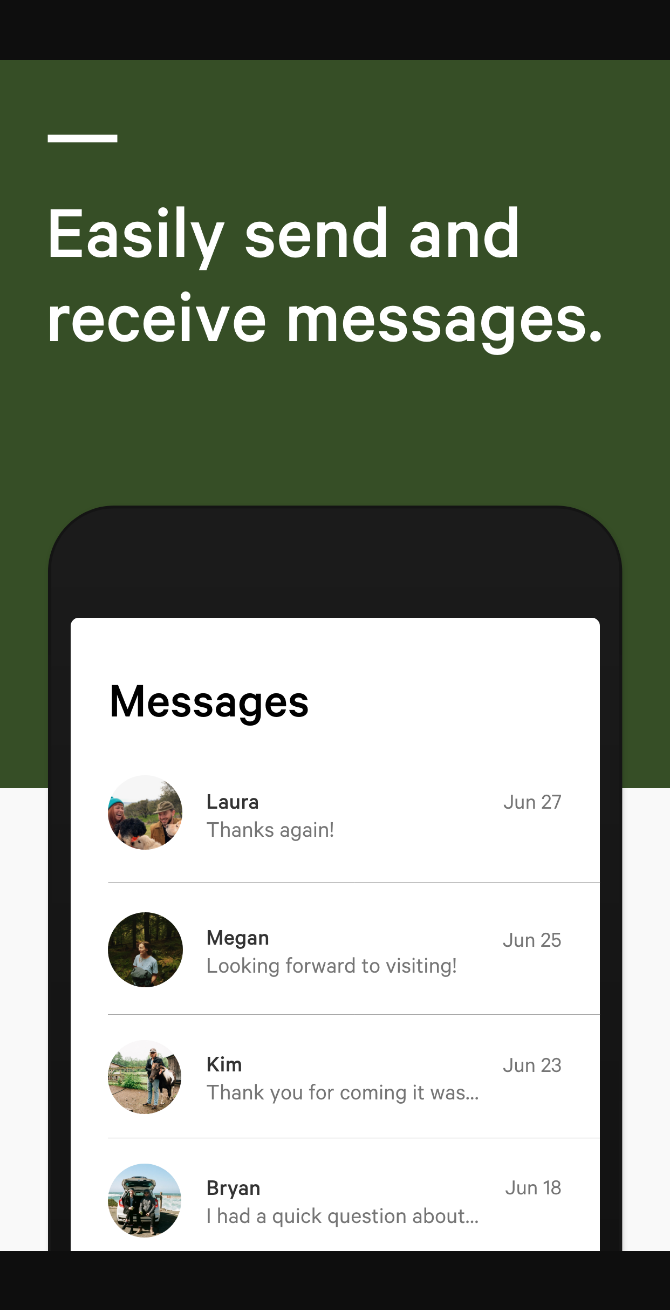 Easily send and
receive messages.
Messages
Laura
Jun 27
Thanks again!
Megan
Jun 25
Looking forward to visiting!
Kim
Jun 23
Thank you for coming it was...
Bryan
Jun 18
I had a quick question about...